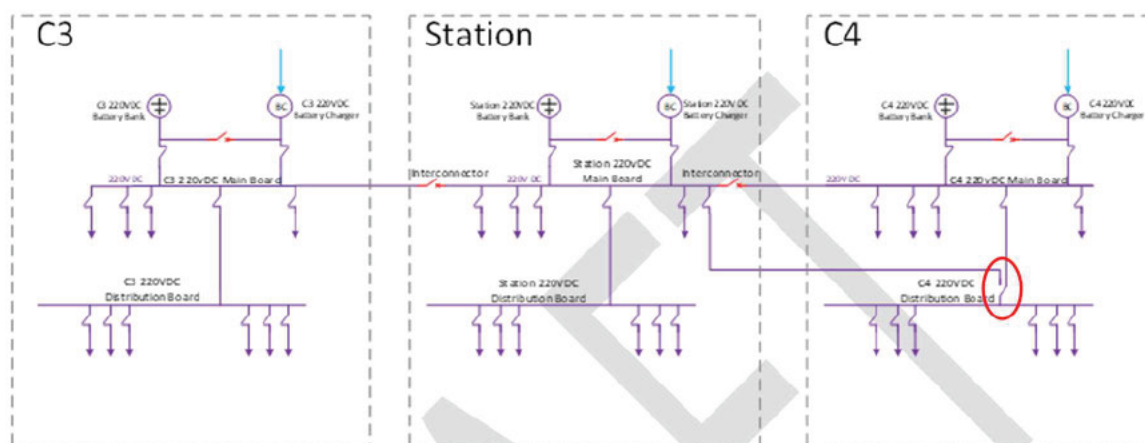 C3
Station
C4
C3 220VDC
Battery Bank
BC
C3 220VDC
Battery Charger
Station 220VDC
Battery Bank
BC
Station 220VDC
Battery Charger
C4 220VDC
Battery Bank
BC
C4 220VDC
Battery Charger
220V DC
C3 220VDC Main Board
Interconnector
220V DC
Station 220VDC
Main Board
Interconnector
220V DC
C4 220VDC Main Board
C3 220VDC
Distribution Board
Station 220VDC
Distribution Board
C4 220VDC
Distribution Board